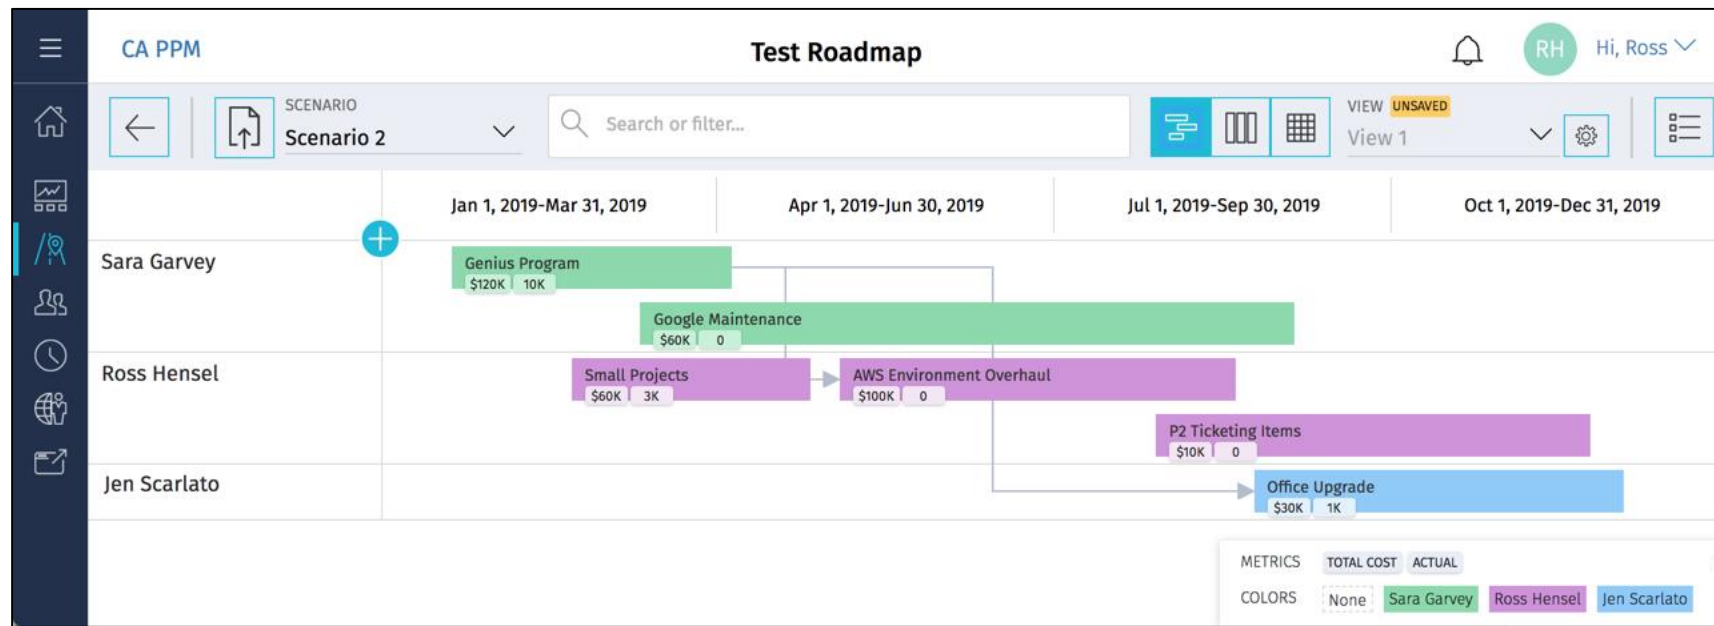 CA PPM
Test Roadmap
RH
Hi, Ross
SCENARIO
Scenario 2
Search or filter...
VIEW UNSAVED
View 1
Jan 1, 2019-Mar 31, 2019
Apr 1, 2019-Jun 30, 2019
Jul 1, 2019-Sep 30, 2019
Oct 1, 2019-Dec 31, 2019
Sara Garvey
Genius Program
$120K 10K
Google Maintenance
$60K 0
Ross Hensel
Small Projects
$60K 3K
AWS Environment Overhaul
$100K 0
P2 Ticketing Items
$10K 0
Jen Scarlato
Office Upgrade
$30K 1K
METRICS TOTAL COST ACTUAL
COLORS None Sara Garvey Ross Hensel Jen Scarlato